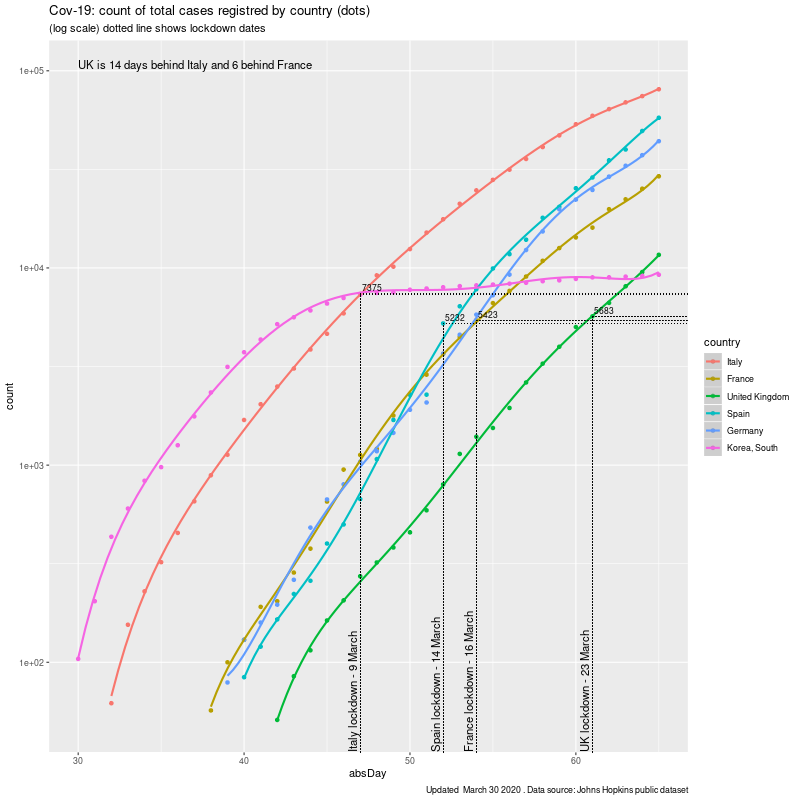 Cov-19: count of total cases registred by country (dots)
(log scale) dotted line shows lockdown dates
UK is 14 days behind Italy and 6 behind France
1e+05
1e+04
1e+03
1e+02
count
7375
5232
5423
5683
Italy lockdown - 9 March
Spain lockdown - 14 March
France lockdown - 16 March
UK lockdown - 23 March
30
40
50
60
absDay
country
Italy
France
United Kingdom
Spain
Germany
Korea, South
Updated March 30 2020 . Data source: Johns Hopkins public dataset